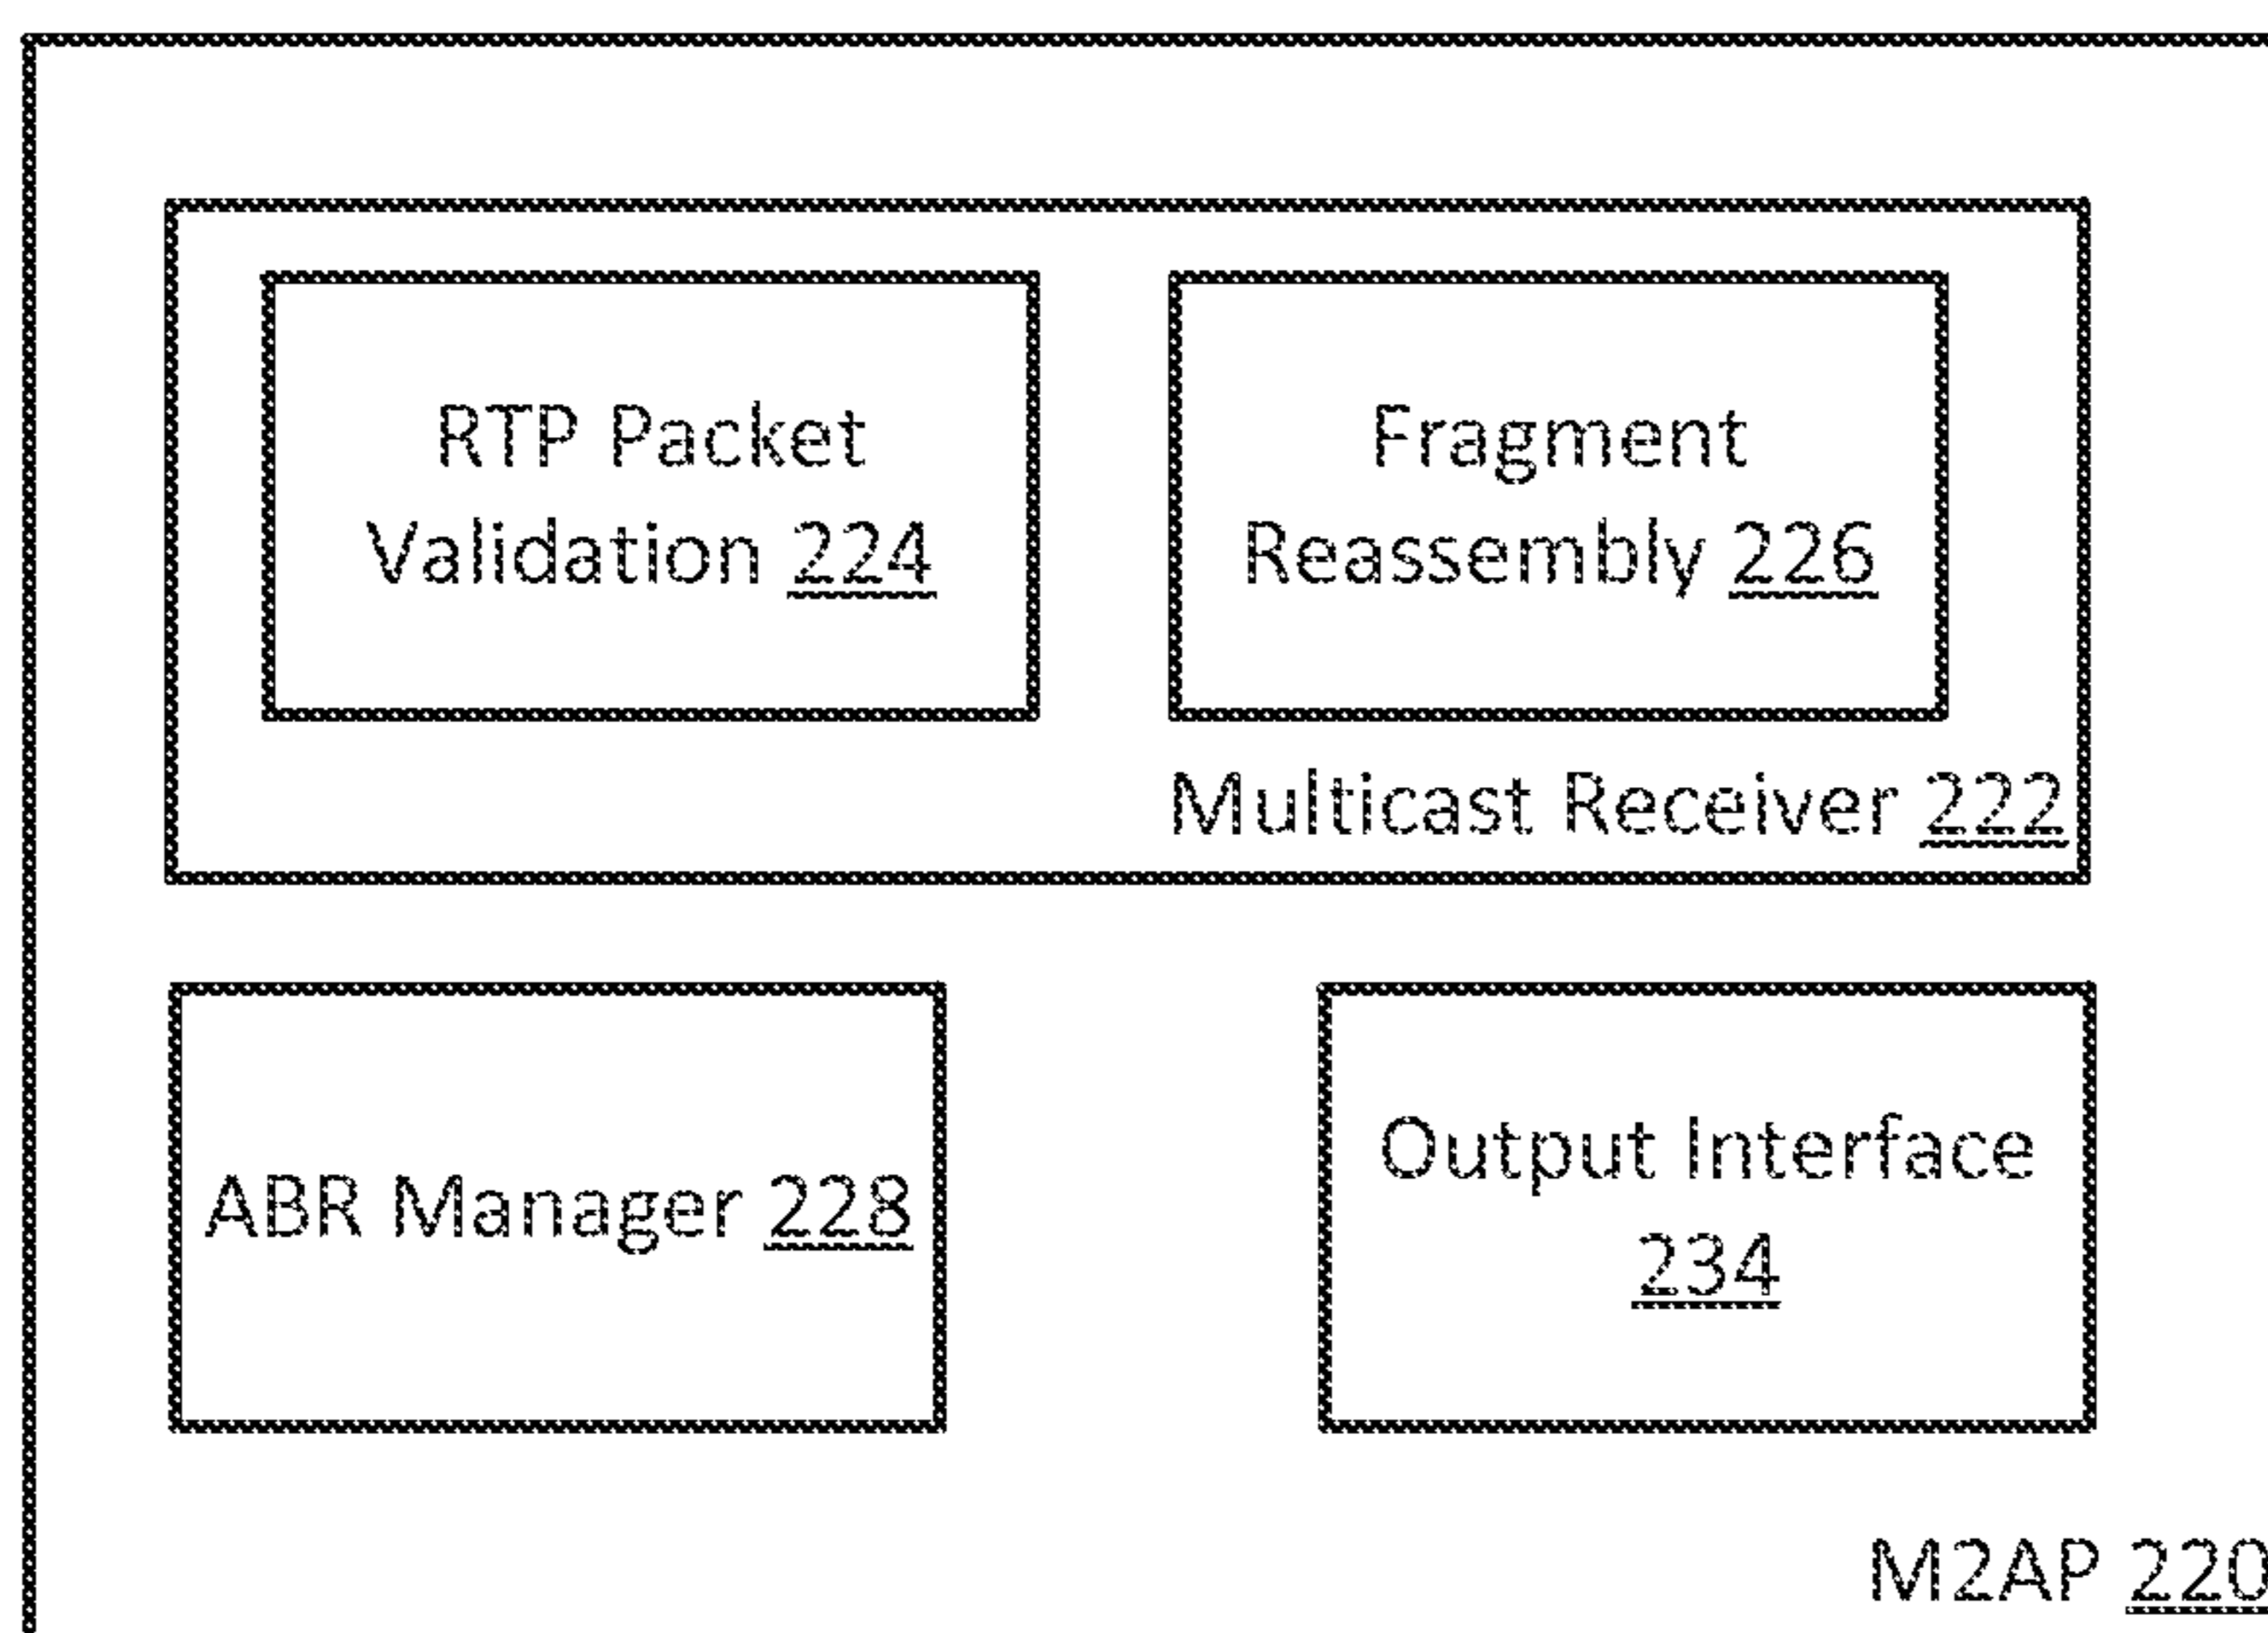 RTP Packet
Validation 224
Fragment
Reassembly 226
Multicast Receiver 222
ABR Manager 228
Output Interface
234
M2AP 220